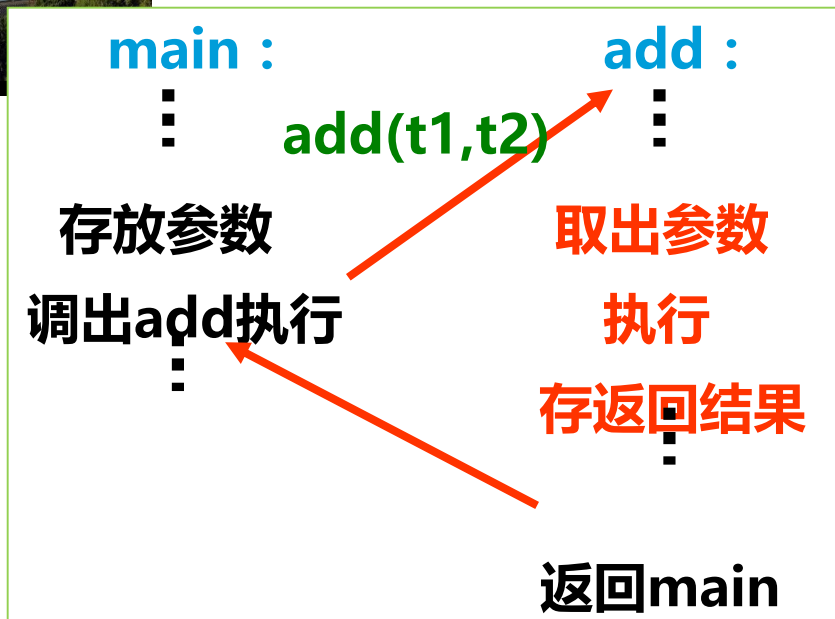 main：
add：
add(t1,t2)
存放参数
取出参数
调出add执行
执行
存返回结果
返回main